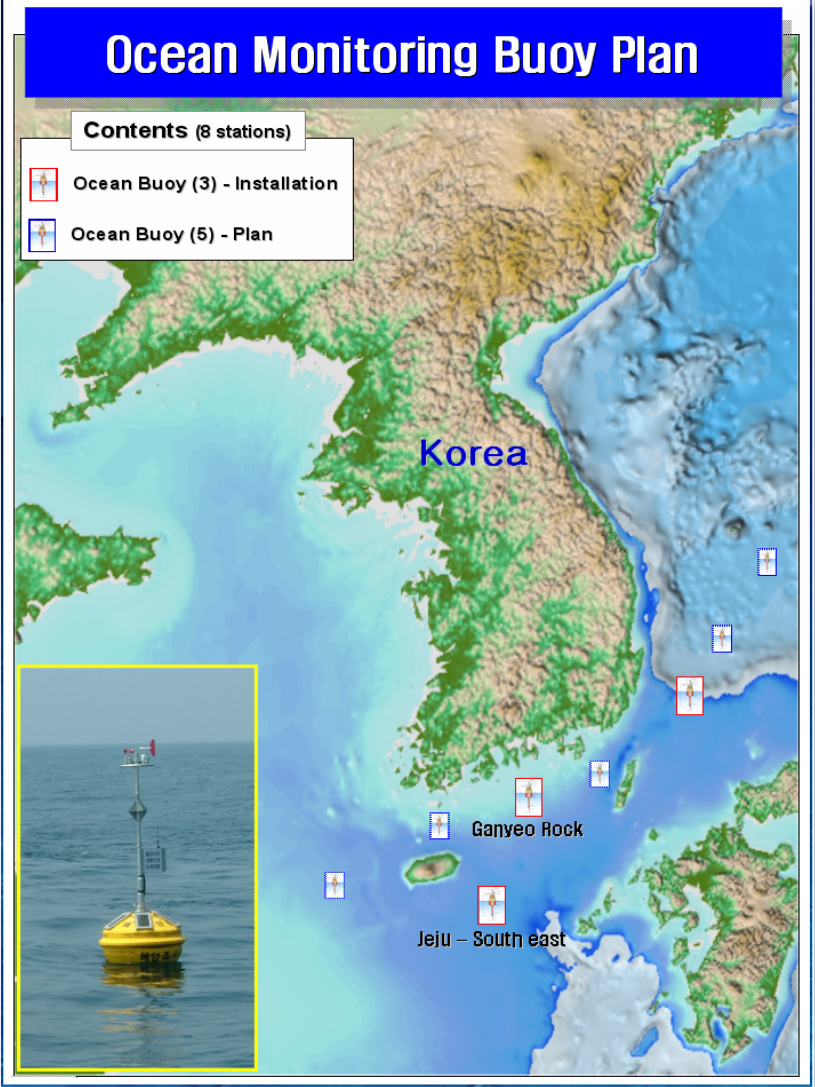 Ocean Monitoring Buoy Plan
Contents (8 stations)
Ocean Buoy (3) - Installation
Ocean Buoy (5) - Plan
Korea
Ganyeo Rock
Jeju – South east